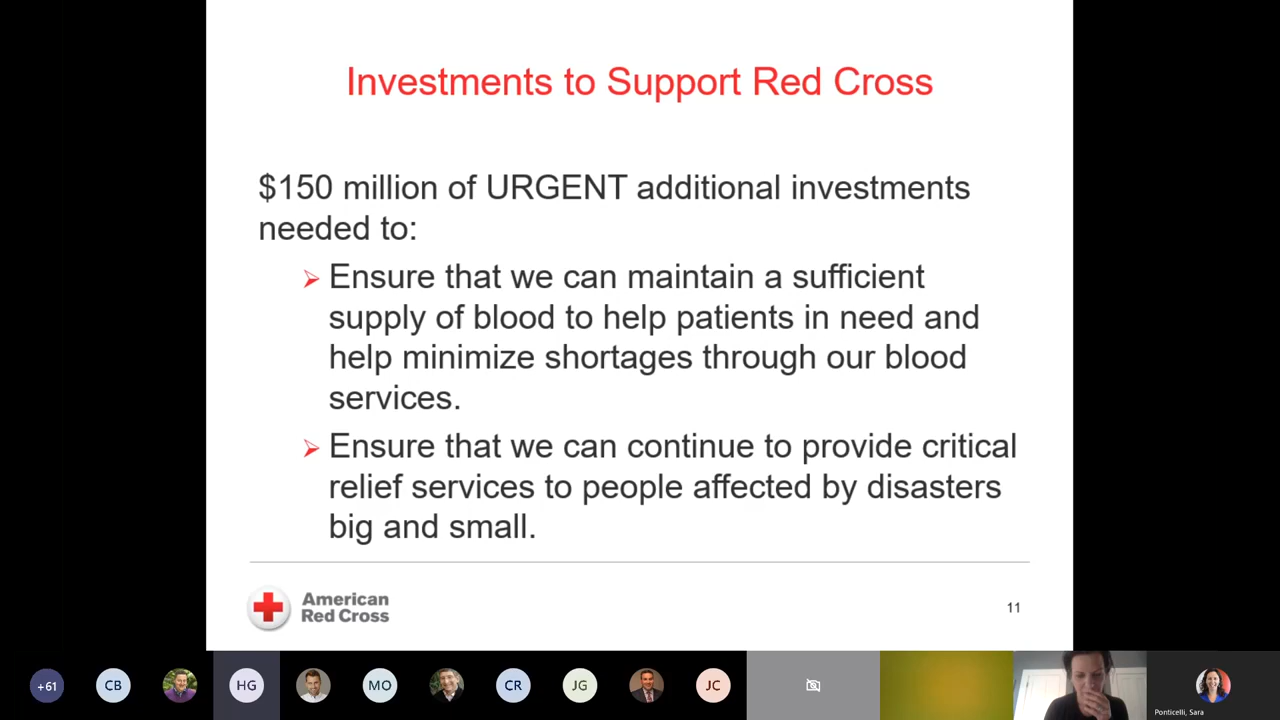 Investments to Support Red Cross
$150 million of URGENT additional investments
needed to:
Ensure that we can maintain a sufficient
supply of blood to help patients in need and
help minimize shortages through our blood
services.
Ensure that we can continue to provide critical
relief services to people affected by disasters
big and small.
American
Red Cross
11
+61
CB
HG
MO
CR
JG
JC
Ponticelli, Sara